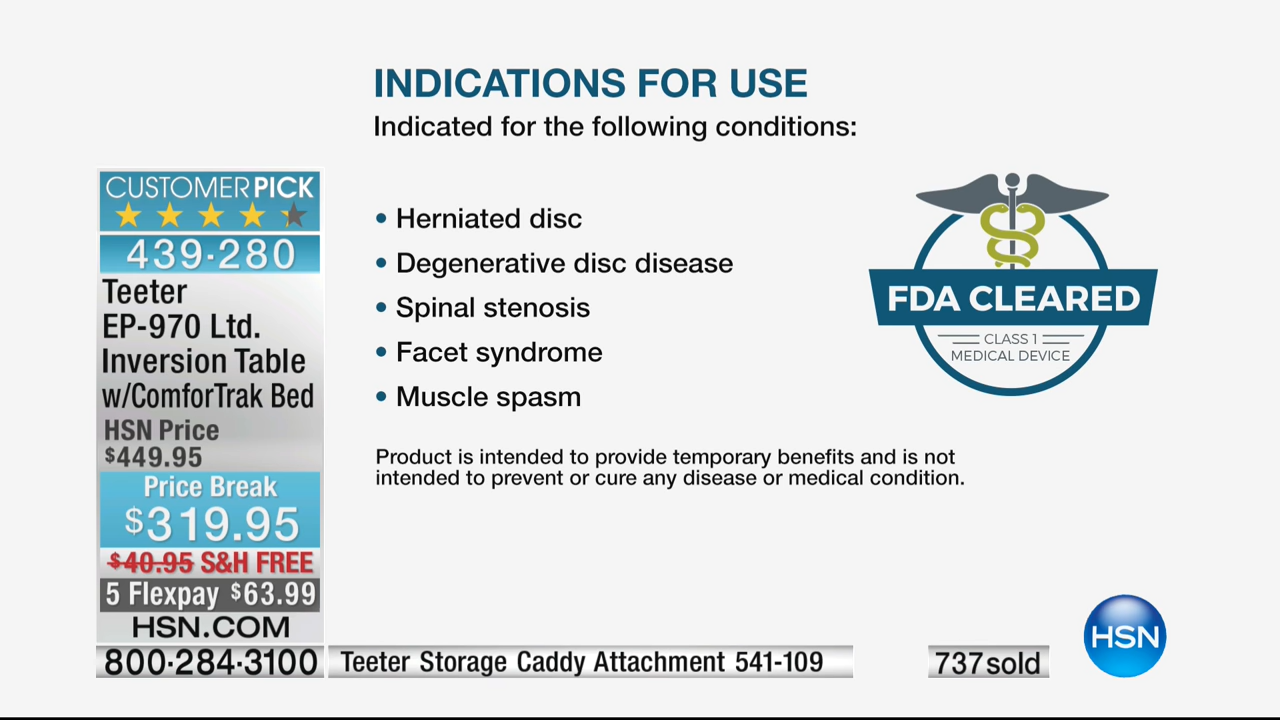 INDICATIONS FOR USE
Indicated for the following conditions:
• Herniated disc
• Degenerative disc disease
• Spinal stenosis
• Facet syndrome
• Muscle spasm
Product is intended to provide temporary benefits and is not
intended to prevent or cure any disease or medical condition.
FDA CLEARED
CLASS 1
MEDICAL DEVICE
CUSTOMER PICK
439·280
Teeter
EP-970 Ltd.
Inversion Table
w/ComforTrak Bed
HSN Price
$449.95
Price Break
$319.95
$40.95 S&H FREE
5 Flexpay $63.99
HSN.COM
800·284·3100
Teeter Storage Caddy Attachment 541-109
737 sold
HSN